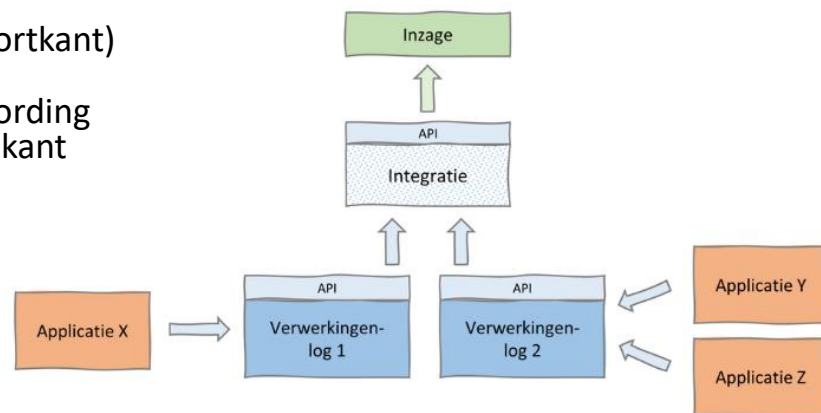 ortkant)
ording
kant
Inzage
API
Integratie
API
Verwerkingen-
log 1
API
Verwerkingen-
log 2
Applicatie X
Applicatie Y
Applicatie Z